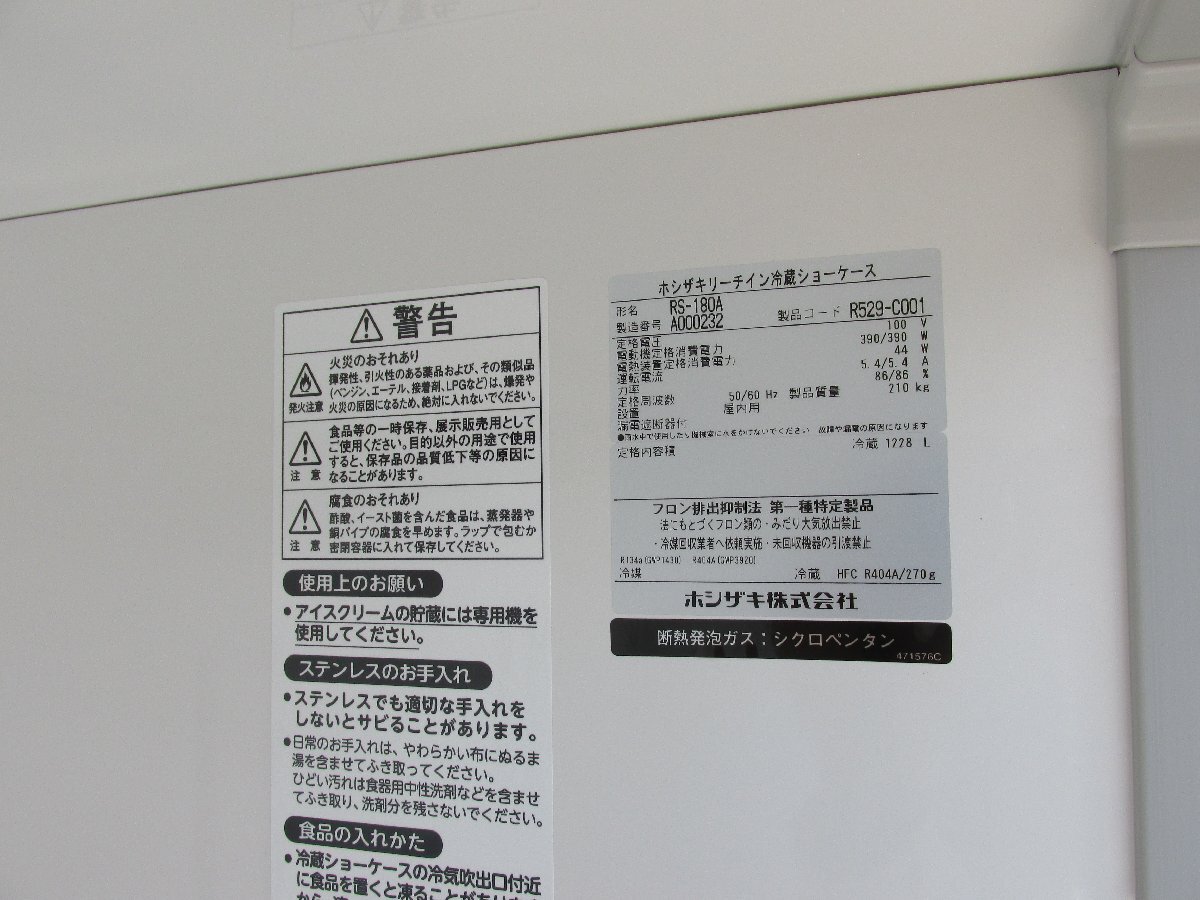 警告
火災のおそれあり
揮発性、引火性のある薬品および、その類似品
(ベンジン、エーテル、接着剤、LPGなど)は、爆発や
発火注意 火災の原因になるため、絶対に入れないでください。
食品等の一時保存、展示販売用として
ご使用ください。目的以外の用途で使用
すると、保存品の品質低下等の原因に
注 意 なることがあります。
腐食のおそれあり
酢酸、イースト菌を含んだ食品は、蒸発器や
銅パイプの腐食を早めます。ラップで包むか
注 意 密閉容器に入れて保存してください。
使用上のお願い
•アイスクリームの貯蔵には専用機を
使用してください。
ステンレスのお手入れ
•ステンレスでも適切な手入れを
しないとサビることがあります。
•日常のお手入れは、やわらかい布にぬるま
湯を含ませてふき取ってください。
ひどい汚れは食器用中性洗剤などを含ませ
てふき取り、洗剤分を残さないでください。
食品の入れかた
•冷蔵ショーケースの冷気吹出口付近
に食品を置くと凍ることがあります
ホシザキリーチイン冷蔵ショーケース
形名 RS-180A
製造番号 A000232 製品コード R529-C001
定格電圧 100 V
電動機定格消費電力 390/390 W
電熱装置定格消費電力 44 W
運転電流 5.4/5.4 A
力率 86/86 %
定格周波数 50/60 Hz 製品質量 210 kg
設置 屋内用
漏電遮断器付
故障や漏電の原因になります
定格内容積 冷蔵 1228 L
フロン排出抑制法 第一種特定製品
法にもとづくフロン類の・みだり大気放出禁止
・冷媒回収業者へ依頼実施・未回収機器の引渡禁止
R134a(GWP1430) R404A(GWP3920)
冷媒 冷蔵 HFC R404A/270g
ホシザキ株式会社
断熱発泡ガス：シクロペンタン
471576C